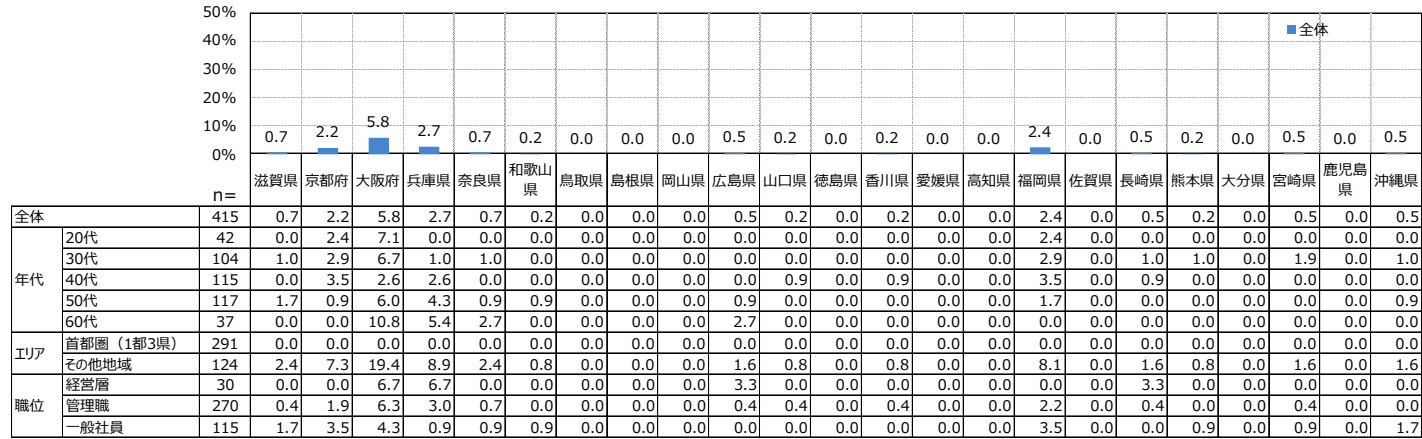 50%
40%
30%
20%
10%
0%
■全体
0.7 2.2 5.8 2.7 0.7 0.2 0.0 0.0 0.0 0.5 0.2 0.0 0.2 0.0 0.0 2.4 0.0 0.5 0.2 0.0 0.5 0.0 0.5
n= 滋賀県 京都府 大阪府 兵庫県 奈良県 和歌山県 鳥取県 島根県 岡山県 広島県 山口県 徳島県 香川県 愛媛県 高知県 福岡県 佐賀県 長崎県 熊本県 大分県 宮崎県 鹿児島県 沖縄県
全体 415 0.7 2.2 5.8 2.7 0.7 0.2 0.0 0.0 0.0 0.5 0.2 0.0 0.2 0.0 0.0 2.4 0.0 0.5 0.2 0.0 0.5 0.0 0.5
年代
20代 42 0.0 2.4 7.1 0.0 0.0 0.0 0.0 0.0 0.0 0.0 0.0 0.0 0.0 0.0 0.0 2.4 0.0 0.0 0.0 0.0 0.0 0.0 0.0
30代 104 1.0 2.9 6.7 1.0 1.0 0.0 0.0 0.0 0.0 0.0 0.0 0.0 0.0 0.0 0.0 2.9 0.0 1.0 1.0 0.0 1.9 0.0 1.0
40代 115 0.0 3.5 2.6 2.6 0.0 0.0 0.0 0.0 0.0 0.0 0.9 0.0 0.9 0.0 0.0 3.5 0.0 0.9 0.0 0.0 0.0 0.0 0.0
50代 117 1.7 0.9 6.0 4.3 0.9 0.9 0.0 0.0 0.0 0.9 0.0 0.0 0.0 0.0 0.0 1.7 0.0 0.0 0.0 0.0 0.0 0.0 0.9
60代 37 0.0 0.0 10.8 5.4 2.7 0.0 0.0 0.0 0.0 2.7 0.0 0.0 0.0 0.0 0.0 0.0 0.0 0.0 0.0 0.0 0.0 0.0 0.0
エリア
首都圏（1都3県） 291 0.0 0.0 0.0 0.0 0.0 0.0 0.0 0.0 0.0 0.0 0.0 0.0 0.0 0.0 0.0 0.0 0.0 0.0 0.0 0.0 0.0 0.0 0.0
その他地域 124 2.4 7.3 19.4 8.9 2.4 0.8 0.0 0.0 0.0 1.6 0.8 0.0 0.8 0.0 0.0 8.1 0.0 1.6 0.8 0.0 1.6 0.0 1.6
職位
経営層 30 0.0 0.0 6.7 6.7 0.0 0.0 0.0 0.0 0.0 3.3 0.0 0.0 0.0 0.0 0.0 0.0 0.0 3.3 0.0 0.0 0.0 0.0 0.0
管理職 270 0.4 1.9 6.3 3.0 0.7 0.0 0.0 0.0 0.0 0.4 0.4 0.0 0.4 0.0 0.0 2.2 0.0 0.4 0.0 0.0 0.4 0.0 0.0
一般社員 115 1.7 3.5 4.3 0.9 0.9 0.9 0.0 0.0 0.0 0.0 0.0 0.0 0.0 0.0 0.0 3.5 0.0 0.0 0.9 0.0 0.9 0.0 1.7